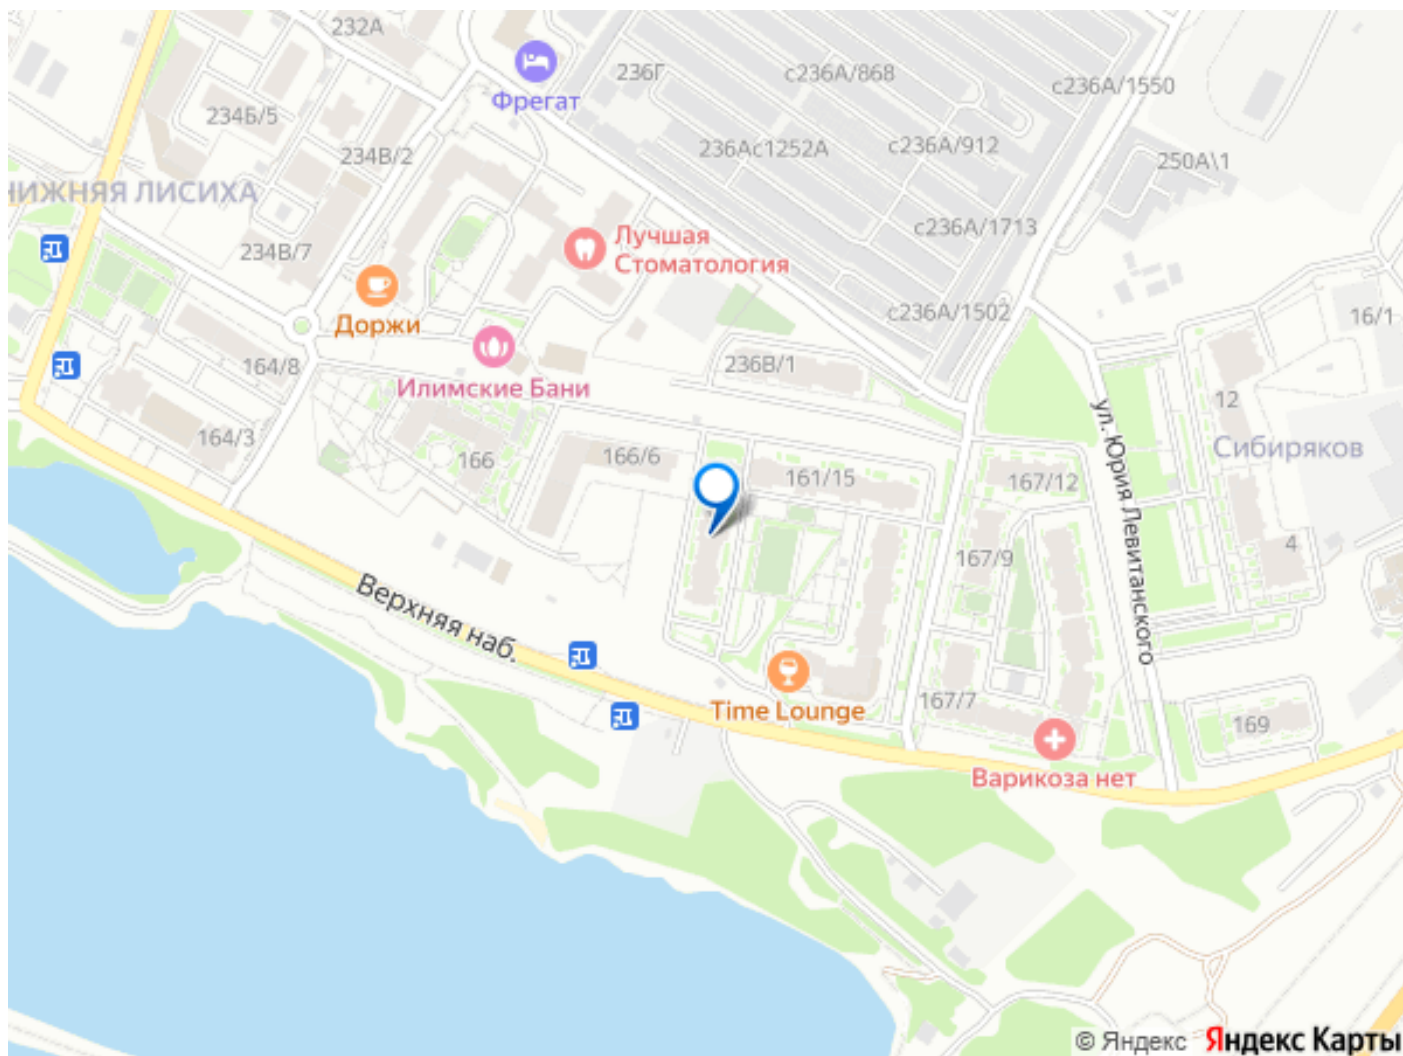 232А
236Г
с236А/868
с236А/1550
Фрегат
234Б/5
234В/2
236Ас1252А
с236А/912
250А\1
НИЖНЯЯ ЛИСИХА
234В/7
Лучшая
Стоматология
с236А/1713
Доржи
с236А/1502
16/1
164/8
Илимские Бани
236В/1
12
164/3
166
166/6
161/15
167/12
ул. Юрия Левитанского
Сибиряков
167/9
4
Верхняя наб.
Time Lounge
167/7
169
Варикоза нет
© Яндекс Яндекс Карты